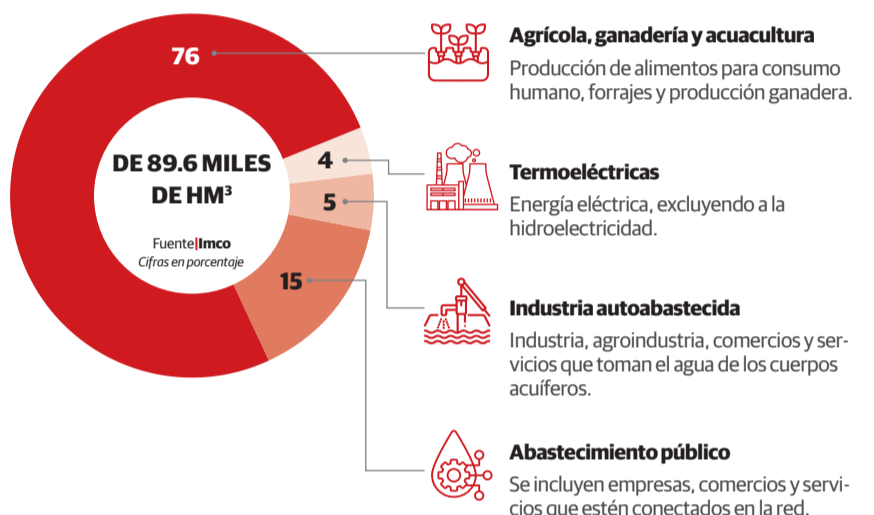 76
4
5
15
DE 89.6 MILES
DE HM³
Fuente|Imco
Cifras en porcentaje
Agrícola, ganadería y acuacultura
Producción de alimentos para consumo
humano, forrajes y producción ganadera.
Termoeléctricas
Energía eléctrica, excluyendo a la
hidroelectricidad.
Industria autoabastecida
Industria, agroindustria, comercios y ser-
vicios que toman el agua de los cuerpos
acuíferos.
Abastecimiento público
Se incluyen empresas, comercios y servi-
cios que estén conectados en la red.